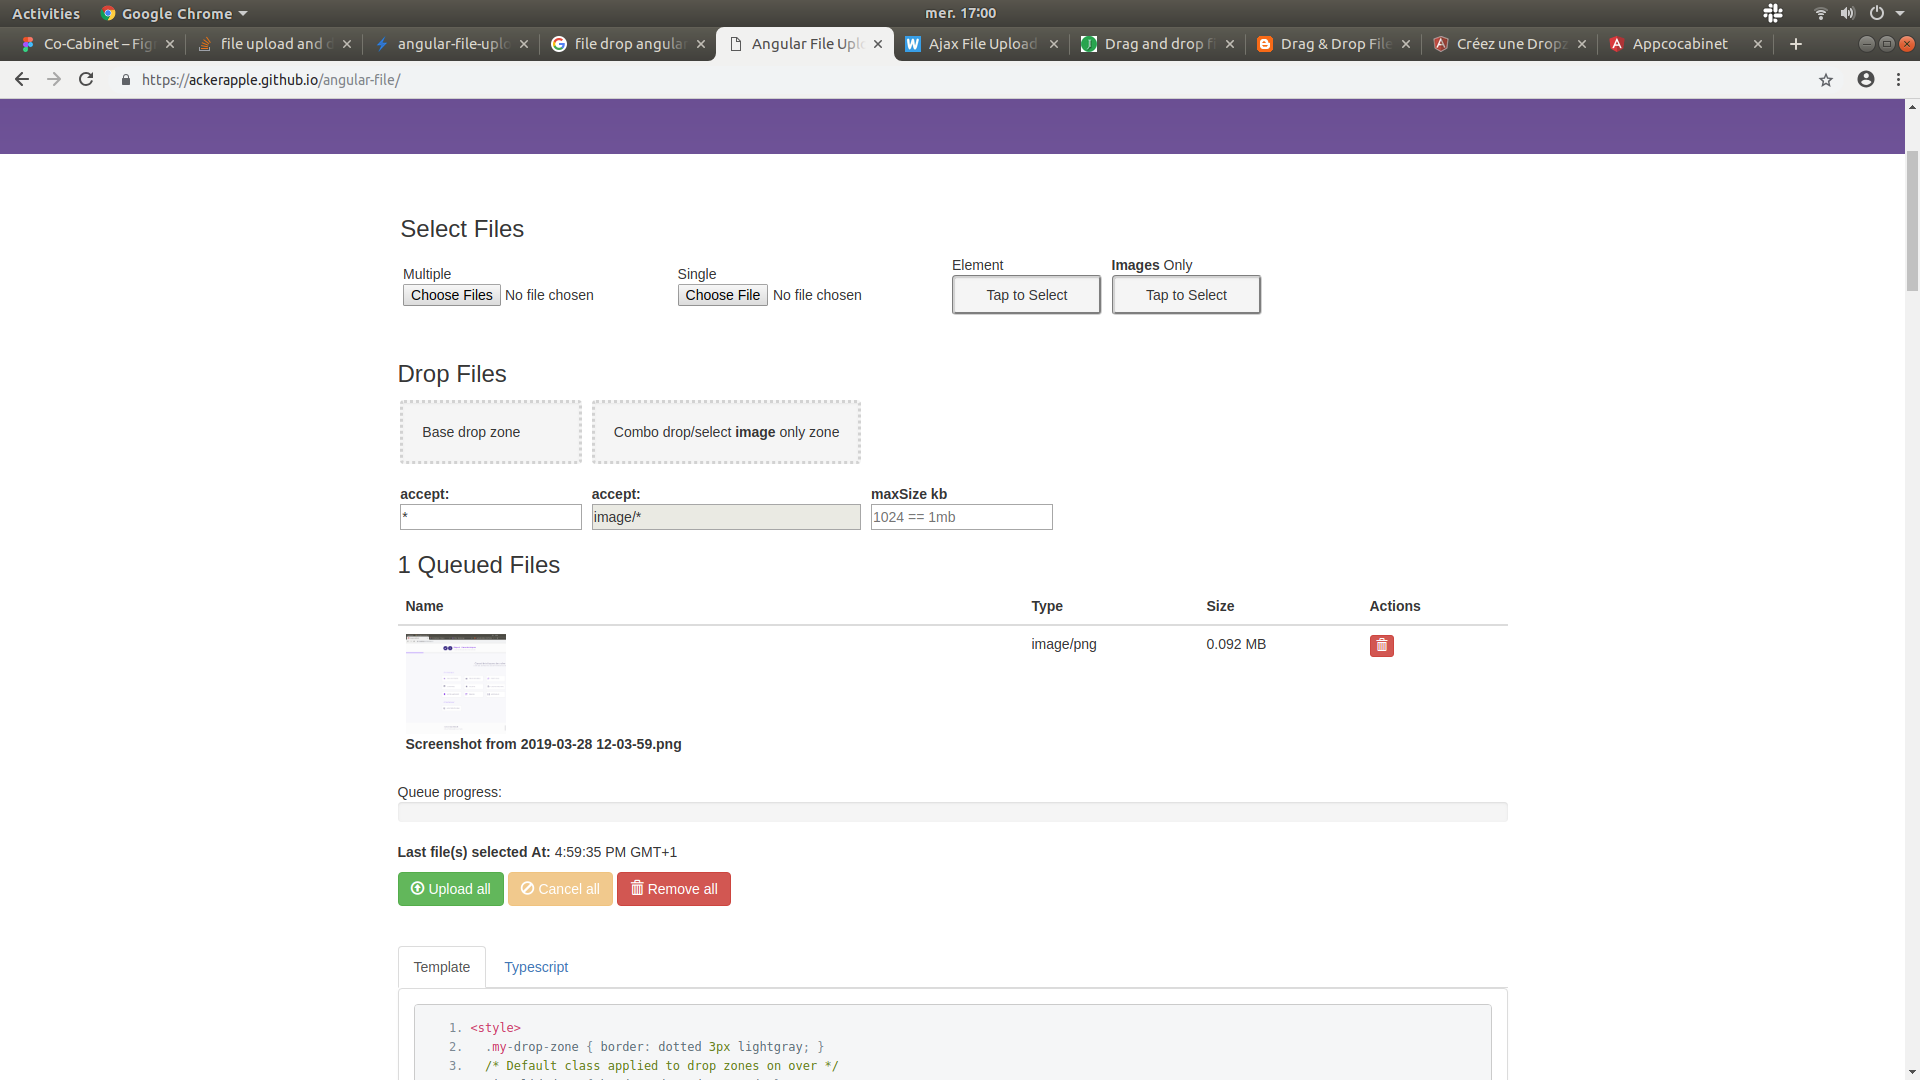 Activities Google Chrome mer. 17:00
Co-Cabinet – Fig file upload and d angular-file-uplo file drop angular Angular File Uplo Ajax File Upload Drag and drop fi Drag & Drop File Créez une Dropz Appcocabinet
https://ackerapple.github.io/angular-file/
Select Files
Multiple Single Element Images Only
Choose Files No file chosen Choose File No file chosen Tap to Select Tap to Select
Drop Files
Base drop zone Combo drop/select image only zone
accept: accept: maxSize kb
* image/* 1024 == 1mb
1 Queued Files
Name Type Size Actions
image/png 0.092 MB
Screenshot from 2019-03-28 12-03-59.png
Queue progress:
Last file(s) selected At: 4:59:35 PM GMT+1
Upload all Cancel all Remove all
Template Typescript
1. <style>
2. .my-drop-zone { border: dotted 3px lightgray; }
3. /* Default class applied to drop zones on over */